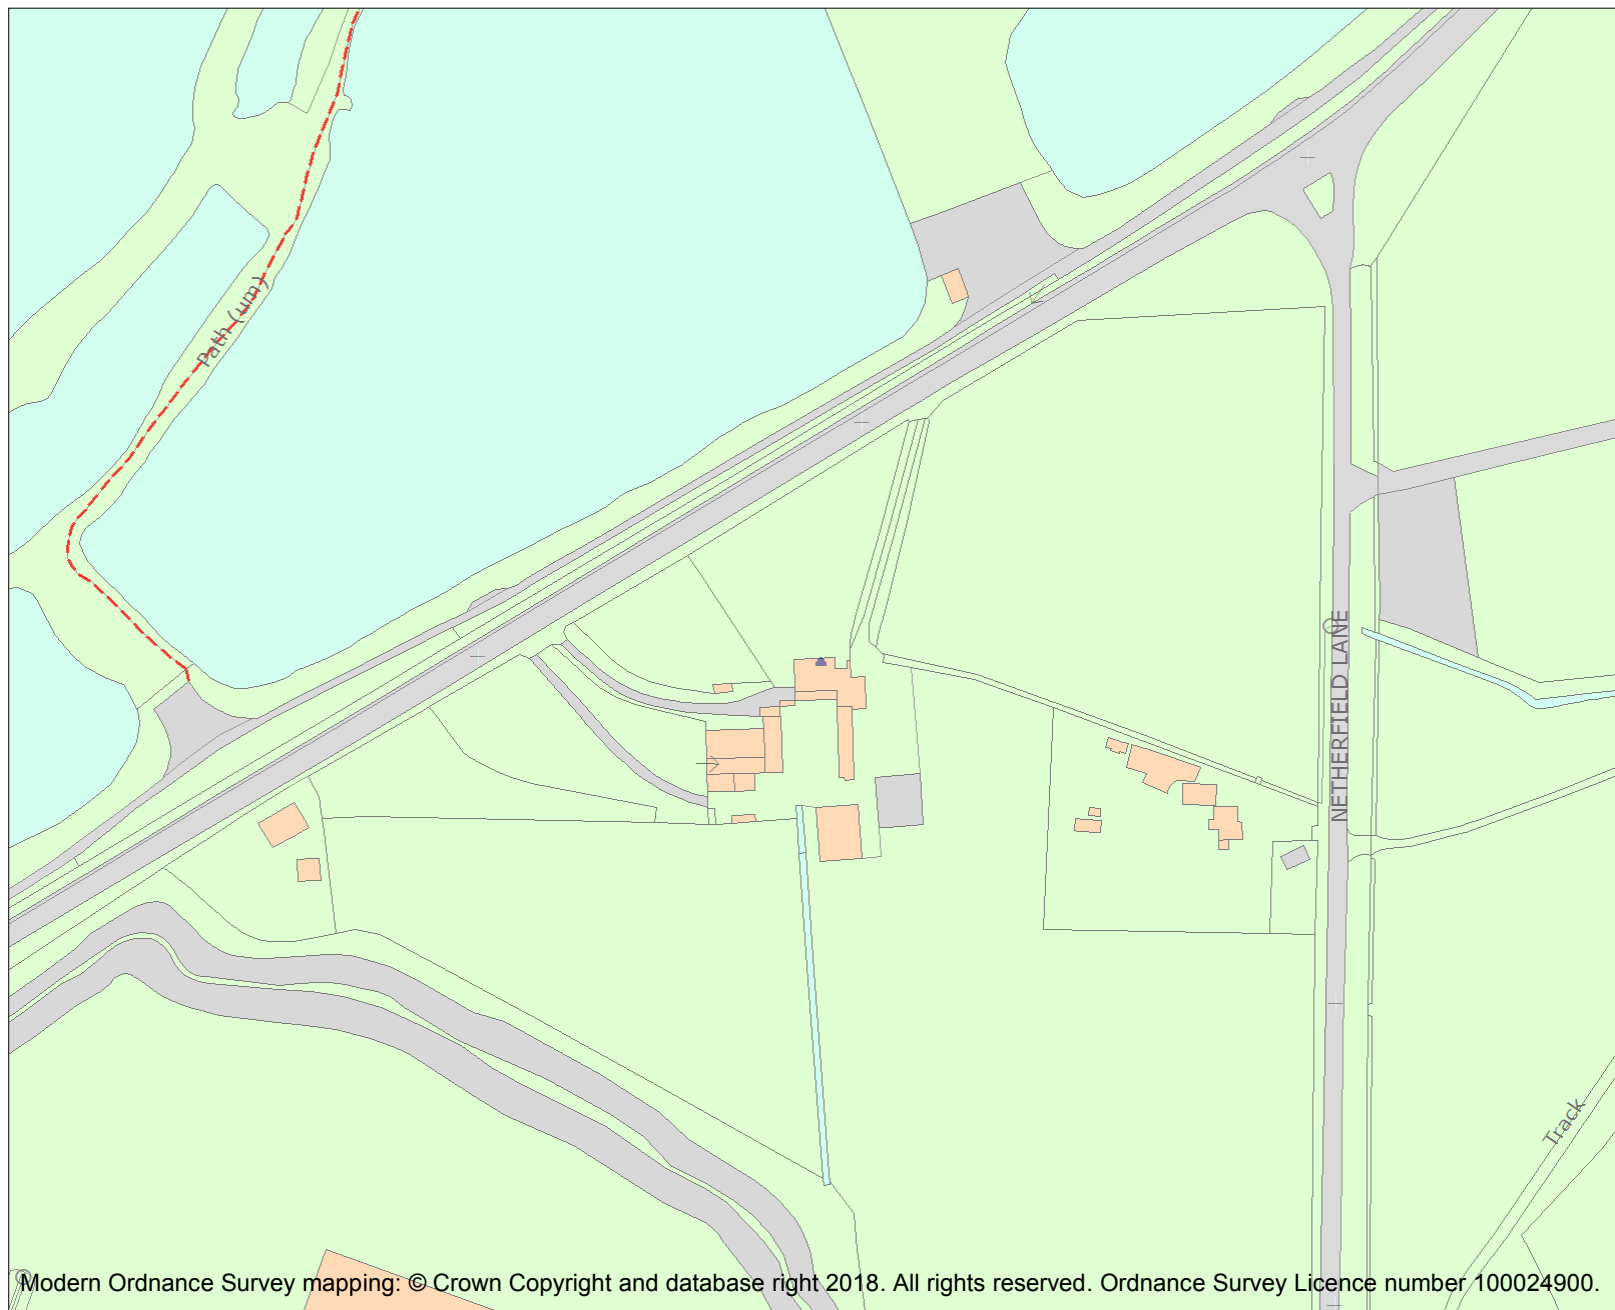 Path (um)
NETHERFIELD LANE
Track
Modern Ordnance Survey mapping: © Crown Copyright and database right 2018. All rights reserved. Ordnance Survey Licence number 100024900.